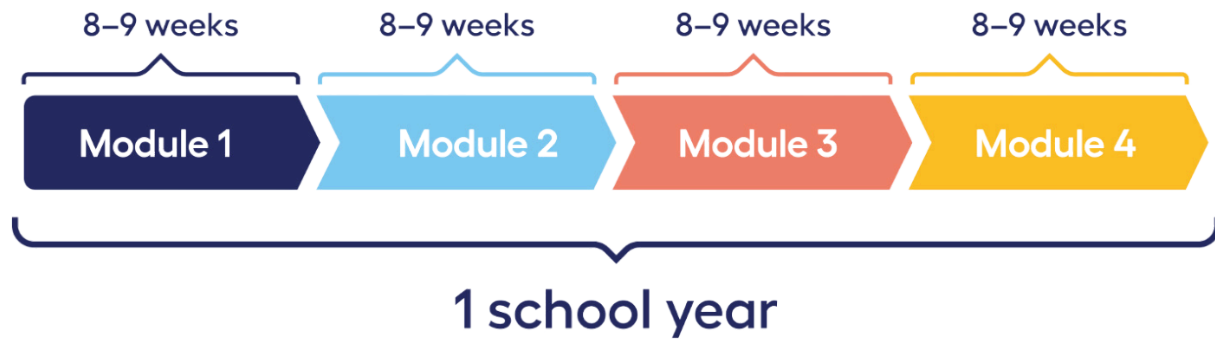 8–9 weeks 8–9 weeks 8–9 weeks 8–9 weeks
Module 1 Module 2 Module 3 Module 4
1 school year